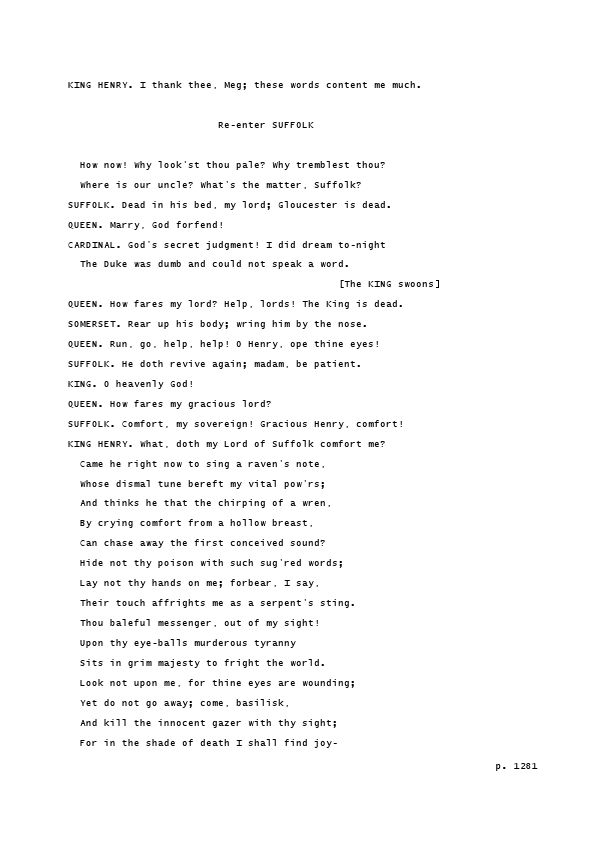 KING HENRY. I thank thee, Meg; these words content me much.
Re-enter SUFFOLK
How now! Why look'st thou pale? Why tremblest thou?
Where is our uncle? What's the matter, Suffolk?
SUFFOLK. Dead in his bed, my lord; Gloucester is dead.
QUEEN. Marry, God forfend!
CARDINAL. God's secret judgment! I did dream to-night
The Duke was dumb and could not speak a word.
[The KING swoons]
QUEEN. How fares my lord? Help, lords! The King is dead.
SOMERSET. Rear up his body; wring him by the nose.
QUEEN. Run, go, help, help! O Henry, ope thine eyes!
SUFFOLK. He doth revive again; madam, be patient.
KING. O heavenly God!
QUEEN. How fares my gracious lord?
SUFFOLK. Comfort, my sovereign! Gracious Henry, comfort!
KING HENRY. What, doth my Lord of Suffolk comfort me?
Came he right now to sing a raven's note,
Whose dismal tune bereft my vital pow'rs;
And thinks he that the chirping of a wren,
By crying comfort from a hollow breast,
Can chase away the first conceived sound?
Hide not thy poison with such sug'red words;
Lay not thy hands on me; forbear, I say,
Their touch affrights me as a serpent's sting.
Thou baleful messenger, out of my sight!
Upon thy eye-balls murderous tyranny
Sits in grim majesty to fright the world.
Look not upon me, for thine eyes are wounding;
Yet do not go away; come, basilisk,
And kill the innocent gazer with thy sight;
For in the shade of death I shall find joy-
p. 1281